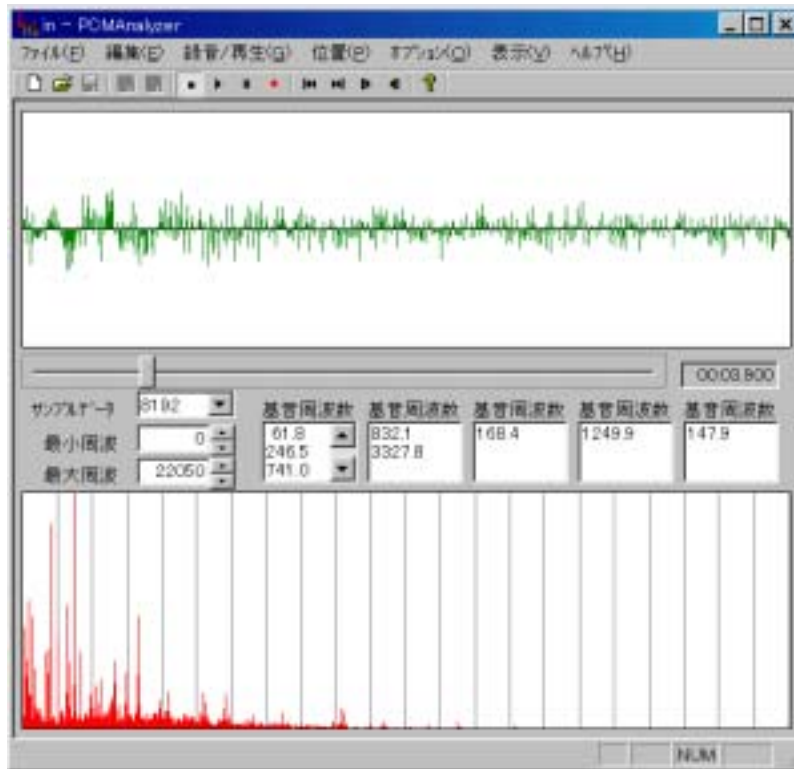 in - PCMAnalyzer
ファイル(F) 編集(E) 録音/再生(G) 位置(P) オプション(O) 表示(V) ヘルプ(H)
00:03.900
サンプルデータ 8192
最小周波 0
最大周波 22050
基音周波数 基音周波数 基音周波数 基音周波数 基音周波数
61.8 832.1 168.4 1249.9 147.9
246.5 3327.8
741.0
NUM